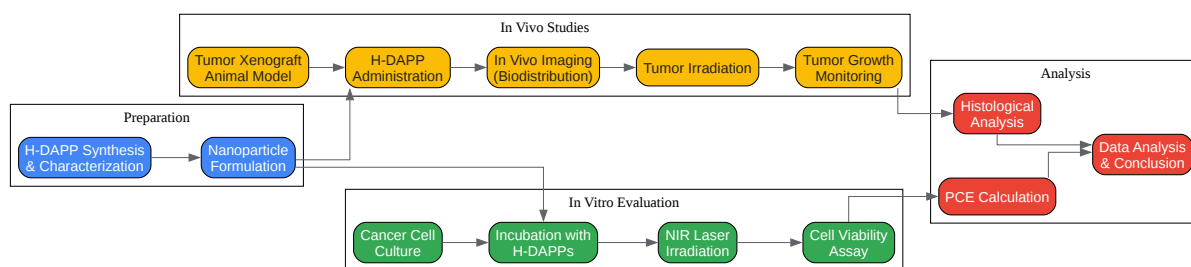 In Vivo Studies
Tumor Xenograft
Animal Model
H-DAPP
Administration
In Vivo Imaging
(Biodistribution)
Tumor Irradiation
Tumor Growth
Monitoring
Preparation
H-DAPP Synthesis
& Characterization
Nanoparticle
Formulation
In Vitro Evaluation
Cancer Cell
Culture
Incubation with
H-DAPPs
NIR Laser
Irradiation
Cell Viability
Assay
Analysis
Histological
Analysis
Data Analysis
& Conclusion
PCE Calculation